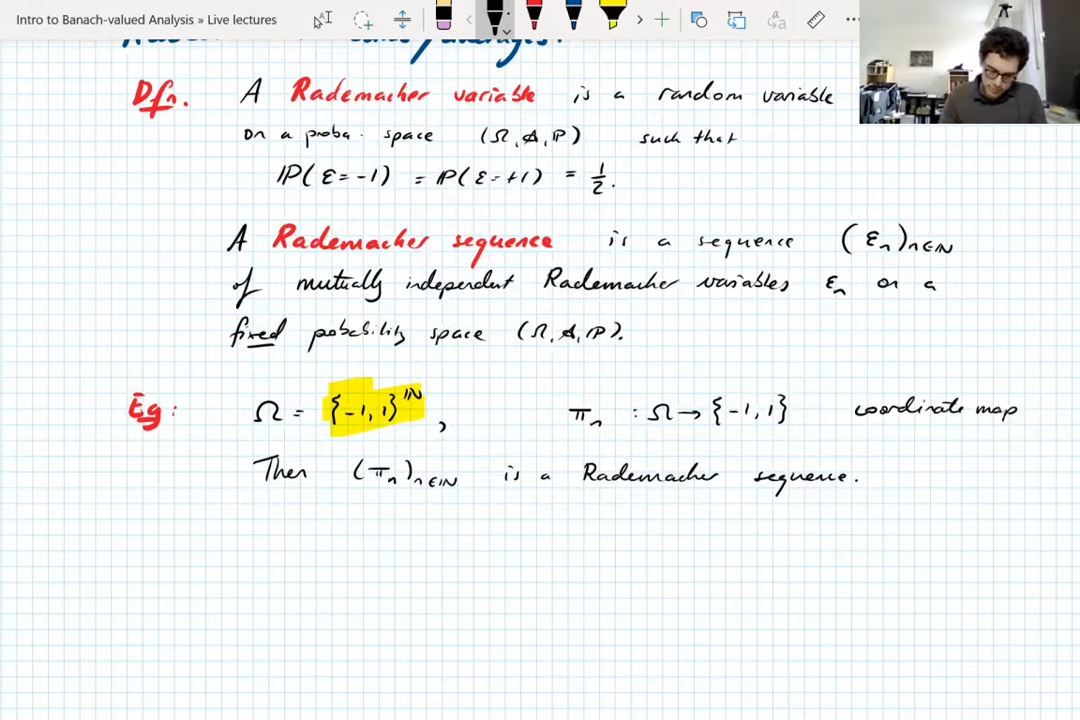 Intro to Banach-valued Analysis » Live lectures
averages.
Dfn. A Rademacher variable is a random variable
on a proba. space (Ω, A, ℙ) such that
ℙ(ε=-1) = ℙ(ε=+1) = 1/2.
A Rademacher sequence is a sequence (εₙ)ₙ∈ℕ
of mutually independent Rademacher variables εₙ on a
fixed probability space (Ω, A, ℙ).
Eg: Ω = {-1, 1}^ℕ, πₙ : Ω → {-1, 1} coordinate map
Then (πₙ)ₙ∈ℕ is a Rademacher sequence.